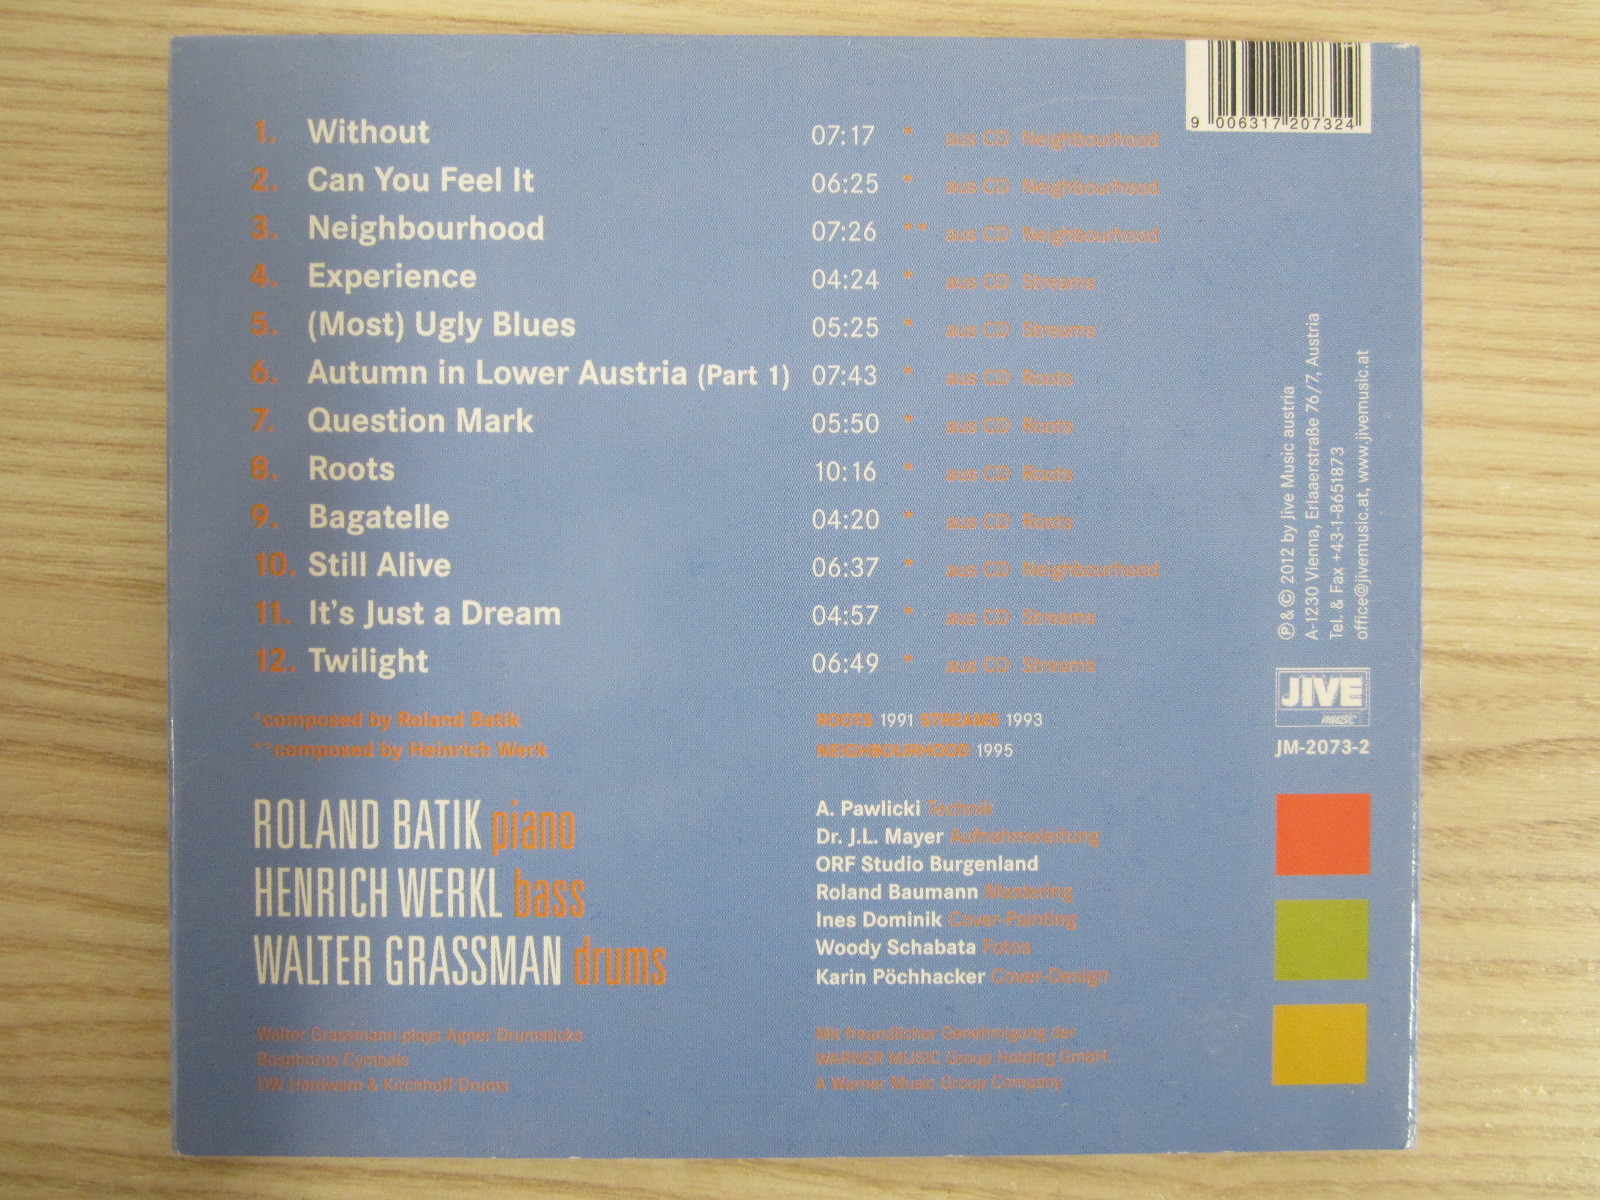 9 006317 207324
1. Without 07:17 * aus CD Neighbourhood
2. Can You Feel It 06:25 * aus CD Neighbourhood
3. Neighbourhood 07:26 ** aus CD Neighbourhood
4. Experience 04:24 * aus CD Streams
5. (Most) Ugly Blues 05:25 * aus CD Streams
6. Autumn in Lower Austria (Part 1) 07:43 * aus CD Roots
7. Question Mark 05:50 * aus CD Roots
8. Roots 10:16 * aus CD Roots
9. Bagatelle 04:20 * aus CD Roots
10. Still Alive 06:37 * aus CD Neighbourhood
11. It's Just a Dream 04:57 * aus CD Streams
12. Twilight 06:49 * aus CD Streams
*composed by Roland Batik
**composed by Heinrich Werk
ROOTS 1991 STREAMS 1993
NEIGHBOURHOOD 1995
ROLAND BATIK piano
HENRICH WERKL bass
WALTER GRASSMAN drums
A. Pawlicki Technik
Dr. J.L. Mayer Aufnahmeleitung
ORF Studio Burgenland
Roland Baumann Mastering
Ines Dominik Cover-Painting
Woody Schabata Fotos
Karin Pöchhacker Cover-Design
Walter Grassmann plays Agner Drumsticks
Bosphorus Cymbals
DW Hardware & Kirchhoff Drums
Mit freundlicher Genehmigung der
WARNER MUSIC Group Holding GmbH.
A Warner Music Group Company
℗ & © 2012 by Jive Music austria
A-1230 Vienna, Erlaaerstraße 76/7, Austria
Tel. & Fax +43-1-8651873
office@jivemusic.at, www.jivemusic.at
JIVE
music
JM-2073-2